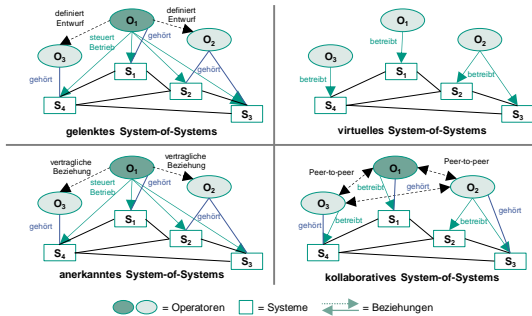 definiert
Entwurf
O1
definiert
Entwurf
steuert
Betrieb
gehört
O2
O3
gehört
gehört
S1
S2
S4
S3
gelenktes System-of-Systems
O1
O2
betreibt
O3
betreibt
betreibt
S1
S2
S4
S3
virtuelles System-of-Systems
vertragliche
Beziehung
O1
vertragliche
Beziehung
steuert
Betrieb
gehört
O2
O3
gehört
gehört
S1
S2
S4
S3
anerkanntes System-of-Systems
O1
Peer-to-peer
Peer-to-peer
betreibt
gehört
O2
O3
gehört
betreibt
betreibt
gehört
S1
S2
S4
S3
kollaboratives System-of-Systems
= Operatoren
= Systeme
= Beziehungen